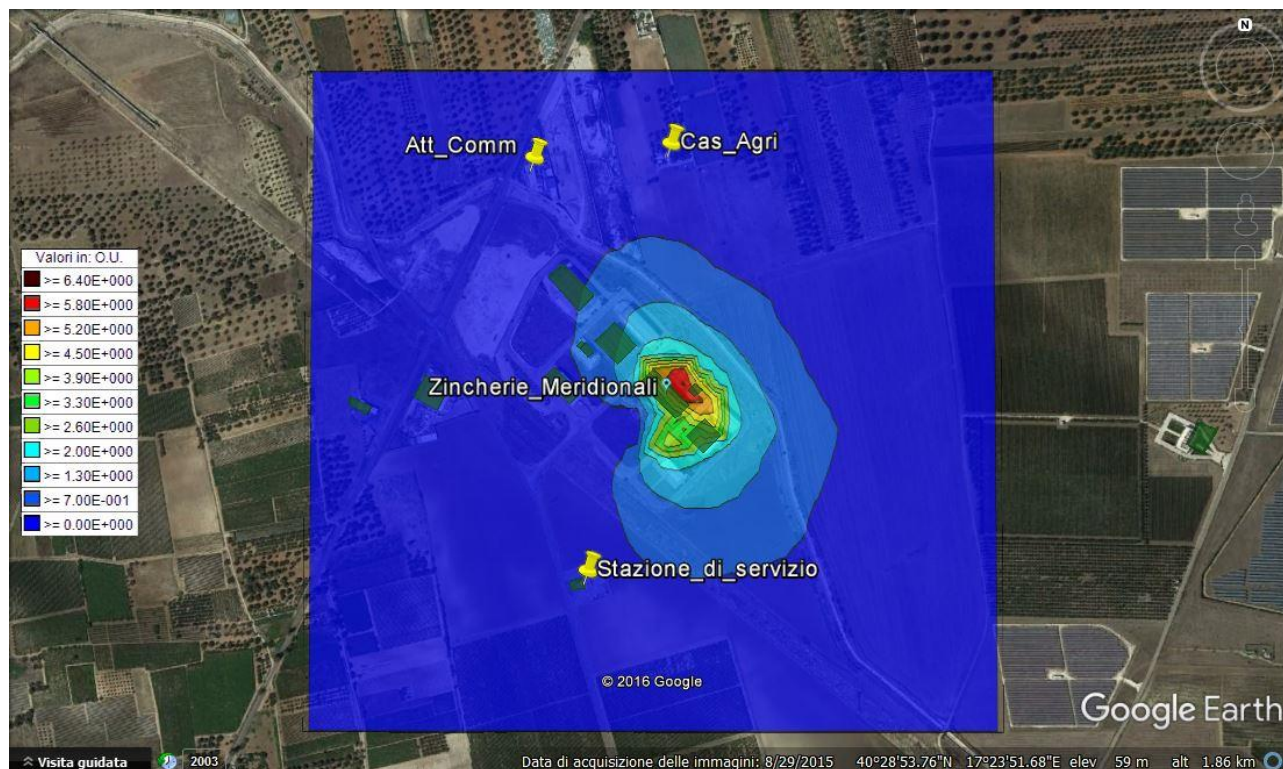 N
Att_Comm
Cas_Agri
Valori in: O.U.
>= 6.40E+000
>= 5.80E+000
>= 5.20E+000
>= 4.50E+000
>= 3.90E+000
>= 3.30E+000
>= 2.60E+000
>= 2.00E+000
>= 1.30E+000
>= 7.00E-001
>= 0.00E+000
Zincherie_Meridionali
Stazione_di_servizio
© 2016 Google
Google Earth
Visita guidata
2003
Data di acquisizione delle immagini: 8/29/2015 40°28'53.76"N 17°23'51.68"E elev 59 m alt 1.86 km